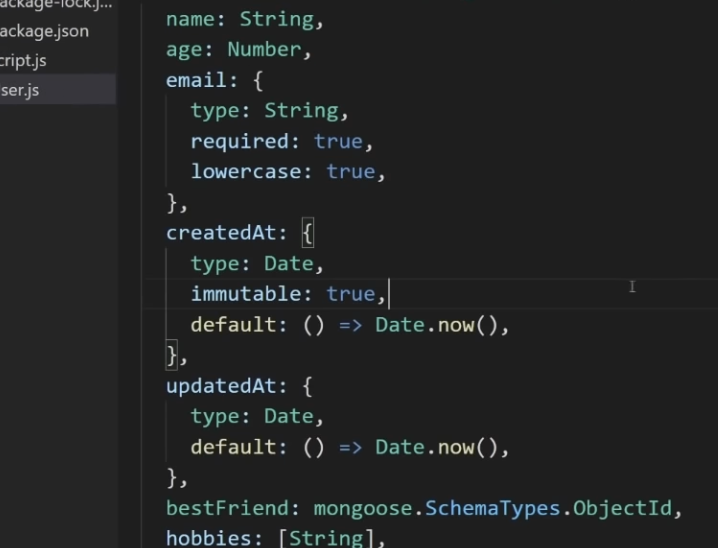 ackage-lock.j...
ackage.json
cript.js
ser.js
name: String,
age: Number,
email: {
type: String,
required: true,
lowercase: true,
},
createdAt: {
type: Date,
immutable: true,
default: () => Date.now(),
},
updatedAt: {
type: Date,
default: () => Date.now(),
},
bestFriend: mongoose.SchemaTypes.ObjectId,
hobbies: [String],